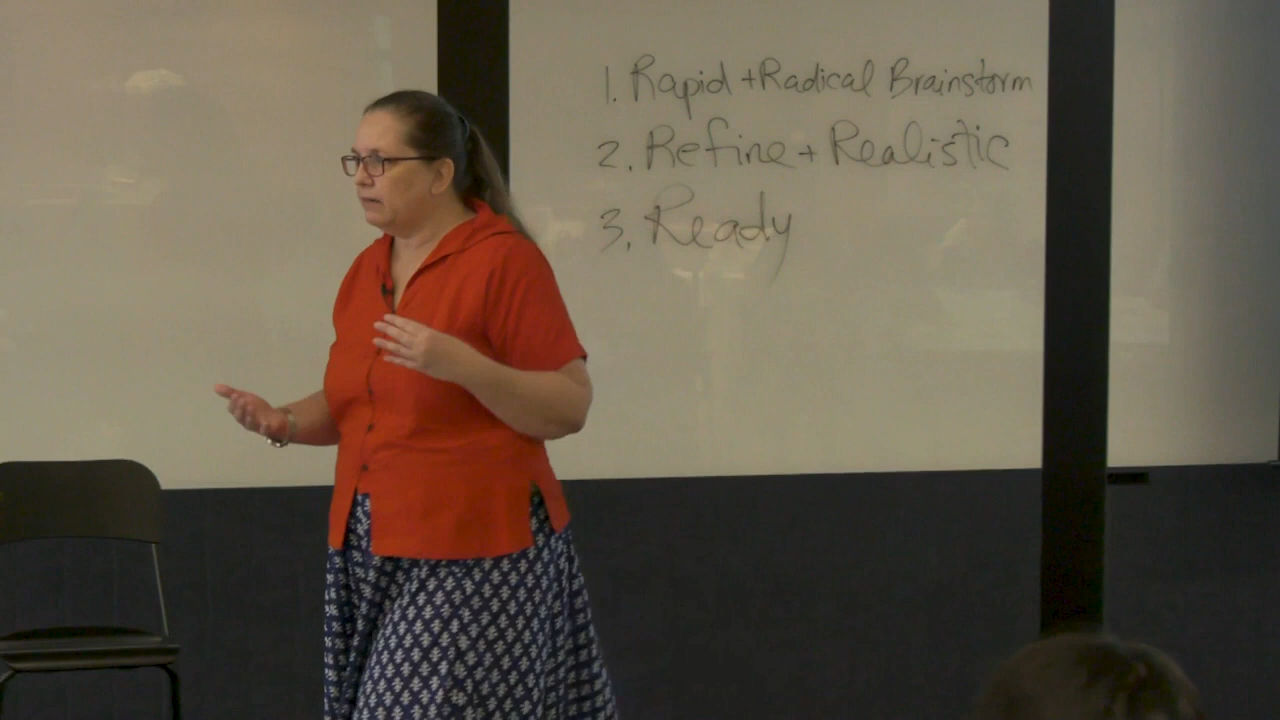 1. Rapid + Radical Brainstorm
2. Refine + Realistic
3. Ready